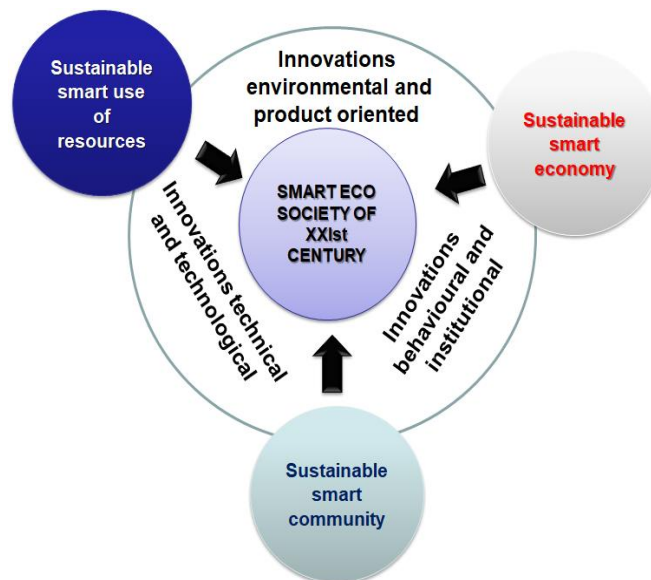 Sustainable
smart use
of
resources
Innovations
environmental and
product oriented
Sustainable
smart
economy
SMART ECO
SOCIETY OF
XXIst
CENTURY
Innovations technical
and technological
Innovations
behavioural and
institutional
Sustainable
smart
community